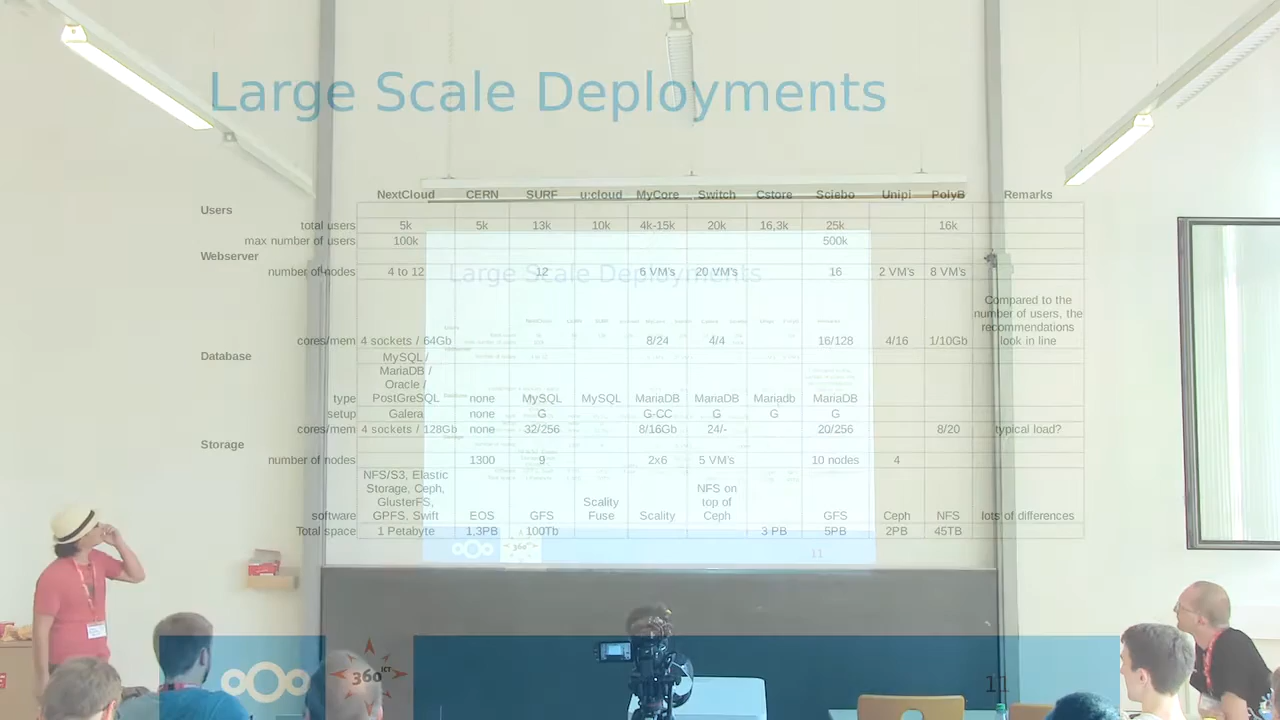 Large Scale Deployments
NextCloud CERN SURF u:cloud MyCore Switch Cstore Sciebo Unipi PolyB Remarks
Users
total users 5k 5k 13k 10k 4k-15k 20k 16,3k 25k 16k
max number of users 100k 500k
Webserver
number of nodes 4 to 12 12 6 VM's 20 VM's 16 2 VM's 8 VM's
Large Scale Deployments
Compared to the
number of users, the
recommendations
cores/mem 4 sockets / 64Gb 8/24 4/4 16/128 4/16 1/10Gb look in line
Database
MySQL /
MariaDB /
Oracle /
type PostGreSQL none MySQL MySQL MariaDB MariaDB Mariadb MariaDB
setup Galera none G G-CC G G G
cores/mem 4 sockets / 128Gb none 32/256 8/16Gb 24/- 20/256 8/20 typical load?
Storage
number of nodes 1300 9 2x6 5 VM's 10 nodes 4
NFS/S3, Elastic
Storage, Ceph,
GlusterFS,
software GPFS, Swift EOS GFS Scality Fuse Scality NFS on top of Ceph GFS Ceph NFS lots of differences
Total space 1 Petabyte 1,3PB 100Tb 3 PB 5PB 2PB 45TB
360°
11
360°ICT
11